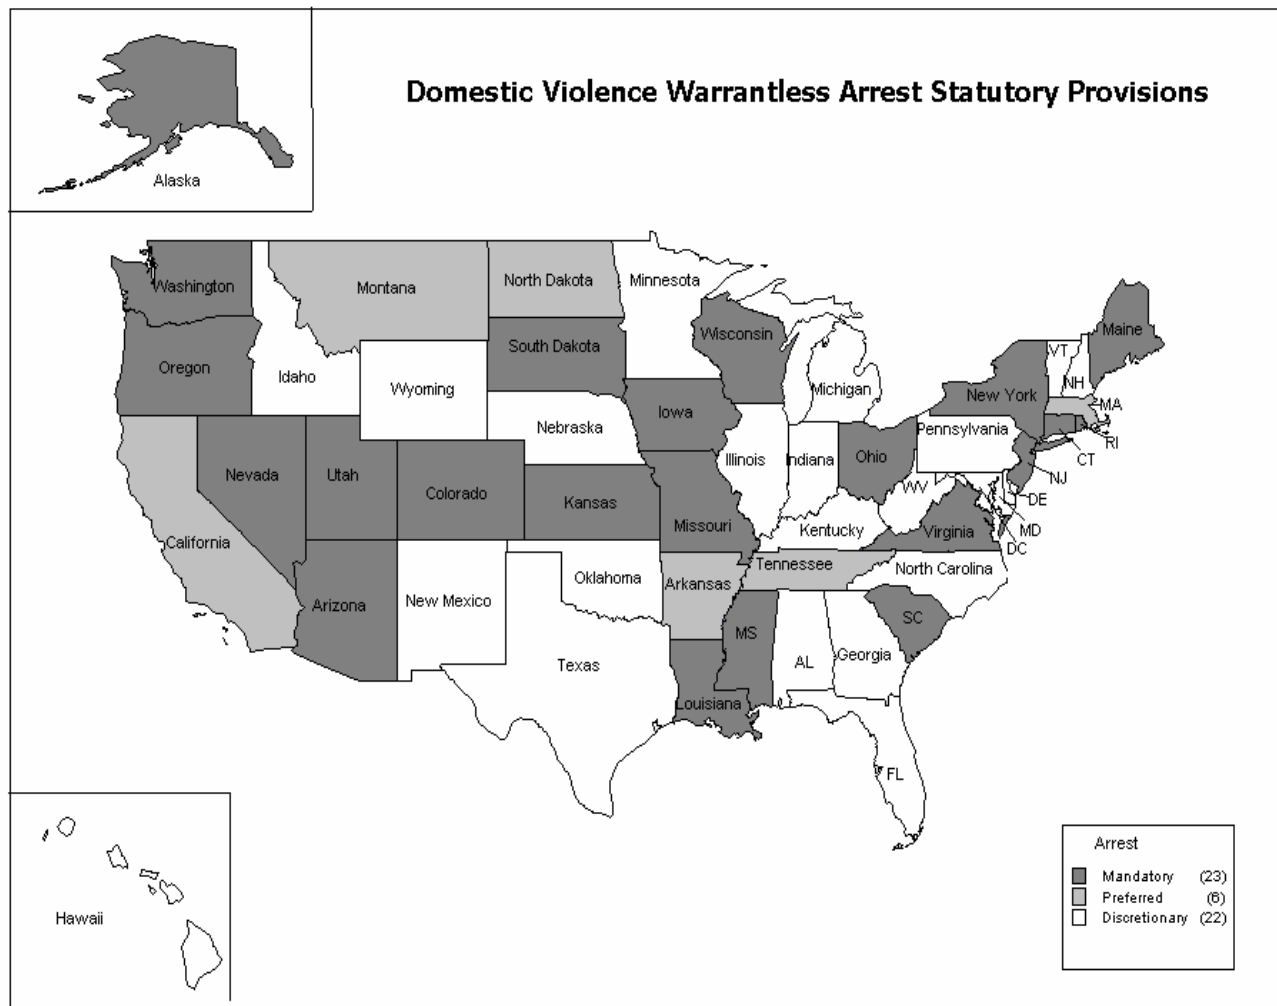 Domestic Violence Warrantless Arrest Statutory Provisions
Alaska
Washington
Montana
North Dakota
Minnesota
Oregon
Idaho
Wyoming
South Dakota
Wisconsin
Michigan
VT
NH
Maine
New York
MA
RI
CT
Nevada
Utah
Colorado
Nebraska
Kansas
Iowa
Missouri
Illinois
Indiana
Ohio
Pennsylvania
NJ
DE
MD
DC
WV
Virginia
Kentucky
California
Arizona
New Mexico
Oklahoma
Arkansas
Tennessee
North Carolina
Texas
Louisiana
MS
AL
Georgia
SC
FL
Hawaii
Arrest
Mandatory (23)
Preferred (6)
Discretionary (22)